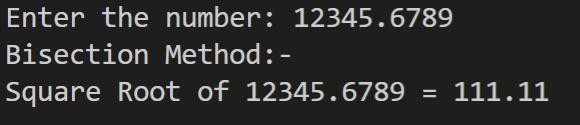 Enter the number: 12345.6789
Bisection Method:-
Square Root of 12345.6789 = 111.11